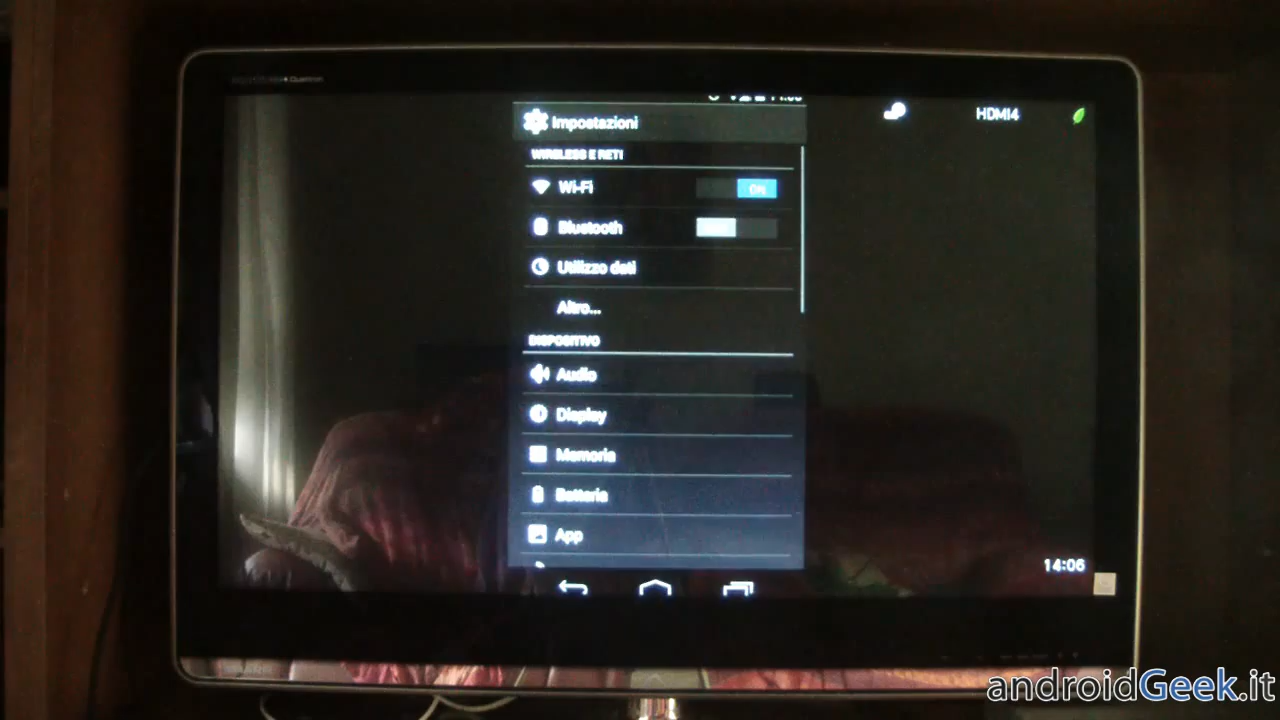 Quattron
HDMI4
Impostazioni
WIRELESS E RETI
Wi-Fi
ON
Bluetooth
Utilizzo dati
Altro...
DISPOSITIVO
Audio
Display
Memoria
Batteria
App
14:06
androidGeek.it